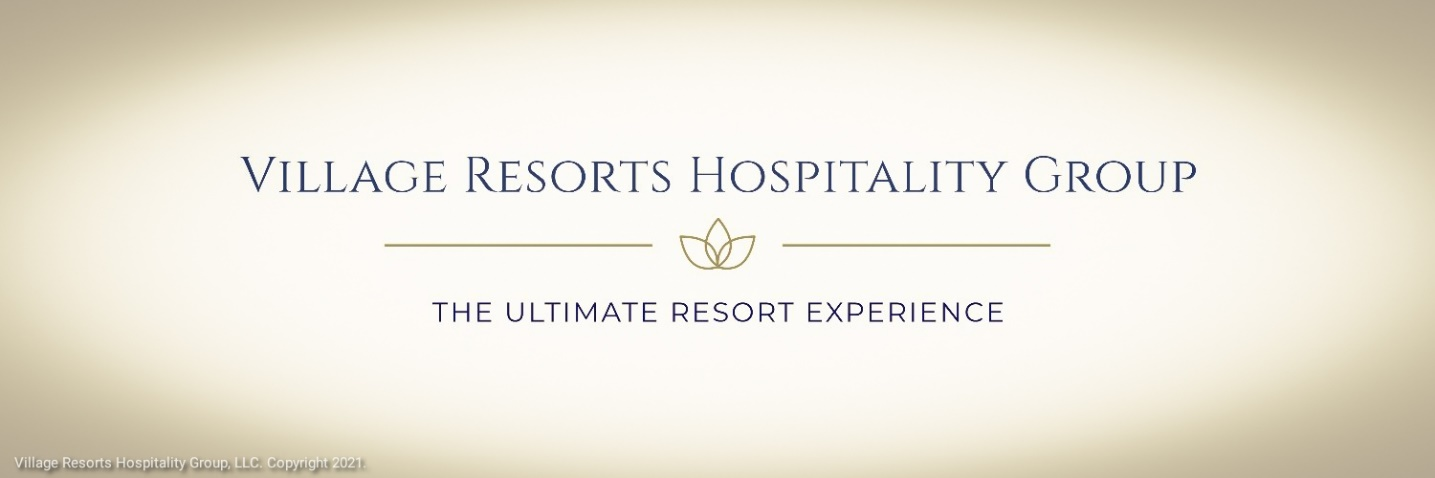 Village Resorts Hospitality Group
THE ULTIMATE RESORT EXPERIENCE
Village Resorts Hospitality Group, LLC. Copyright 2021.